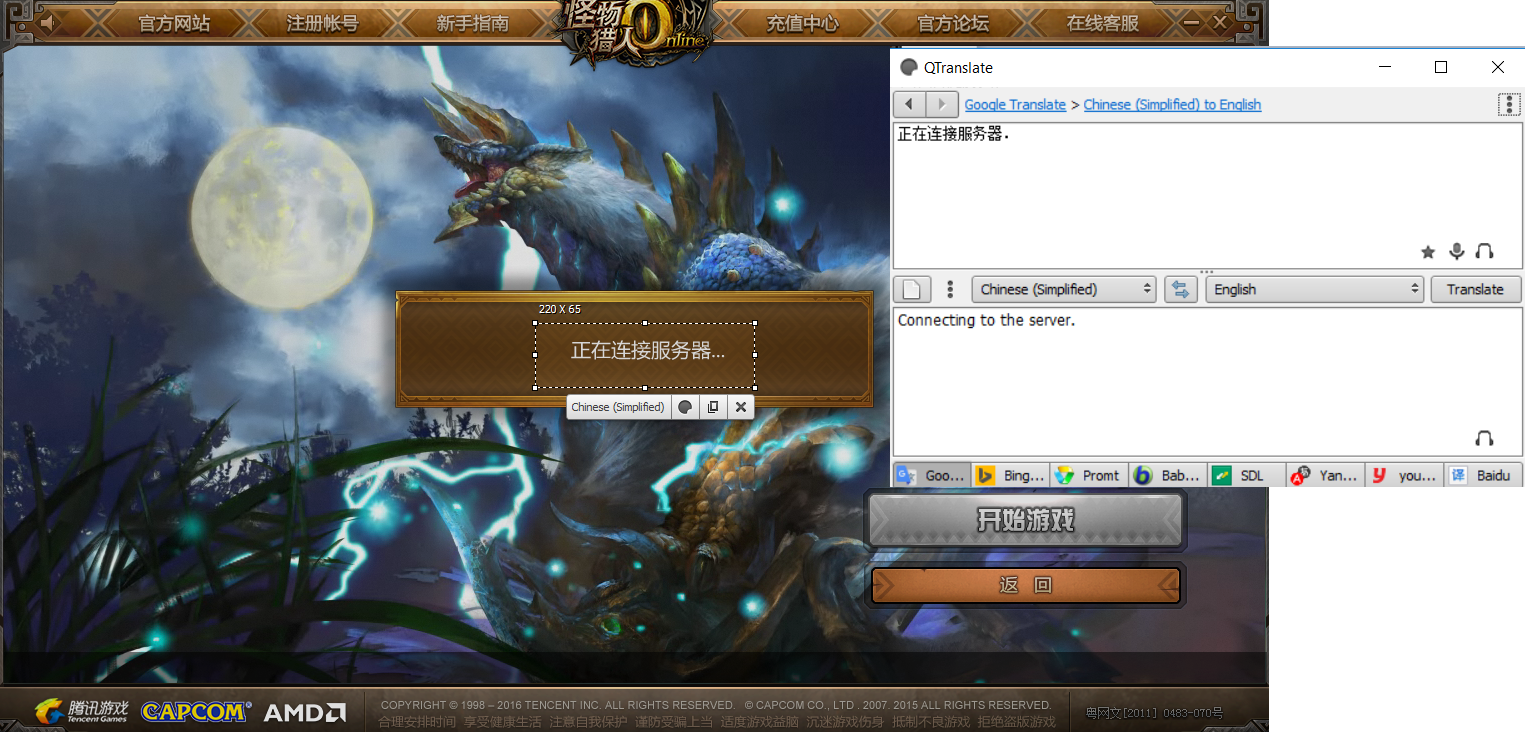 官方网站 注册帐号 新手指南 怪物猎人 Online 充值中心 官方论坛 在线客服
QTranslate
Google Translate > Chinese (Simplified) to English
正在连接服务器.
Chinese (Simplified) English Translate
Connecting to the server.
Goo... Bing... Promt Bab... SDL Yan... you... 译 Baidu
220 X 65
正在连接服务器...
Chinese (Simplified)
开始游戏
返 回
腾讯游戏
Tencent Games
CAPCOM®
AMD
COPYRIGHT © 1998 – 2016 TENCENT INC. ALL RIGHTS RESERVED. © CAPCOM CO., LTD . 2007. 2015 ALL RIGHTS RESERVED.
合理安排时间 享受健康生活 注意自我保护 谨防受骗上当 适度游戏益脑 沉迷游戏伤身 抵制不良游戏 拒绝盗版游戏
粤网文[2011] 0483-070号